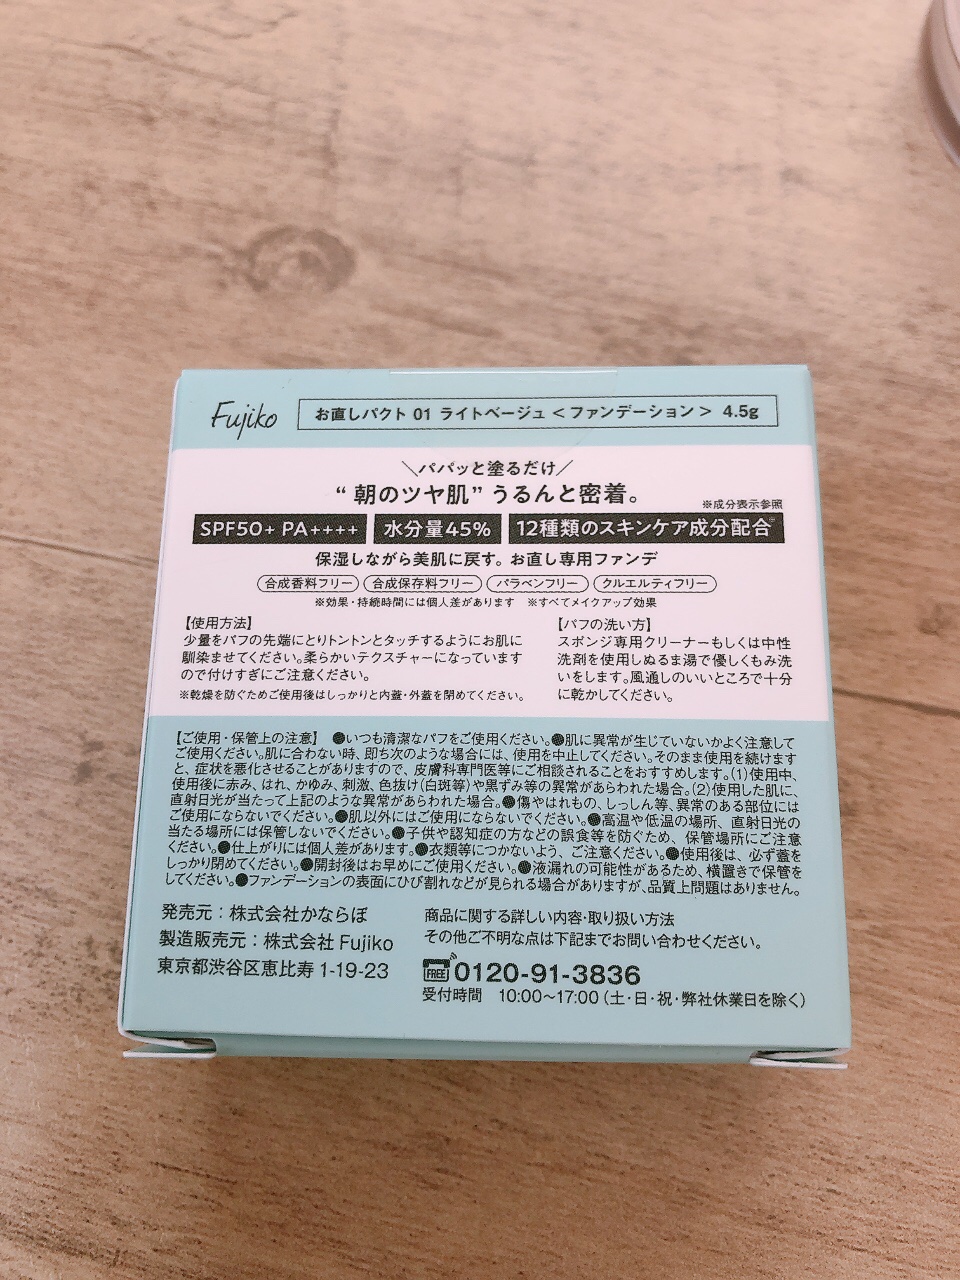 Fujiko
お直しパクト 01 ライトベージュ < ファンデーション > 4.5g
＼パパッと塗るだけ／
“ 朝のツヤ肌” うるんと密着。
※成分表示参照
SPF50+ PA++++
水分量45%
12種類のスキンケア成分配合※
保湿しながら美肌に戻す。お直し専用ファンデ
合成香料フリー 合成保存料フリー パラベンフリー クルエルティフリー
※効果・持続時間には個人差があります ※すべてメイクアップ効果
【使用方法】
少量をパフの先端にとりトントンとタッチするようにお肌に
馴染ませてください。柔らかいテクスチャーになっています
ので付けすぎにご注意ください。
※乾燥を防ぐためご使用後はしっかりと内蓋・外蓋を閉めてください。
【パフの洗い方】
スポンジ専用クリーナーもしくは中性
洗剤を使用しぬるま湯で優しくもみ洗
いをします。風通しのいいところで十分
に乾かしてください。
【ご使用・保管上の注意】 ●いつも清潔なパフをご使用ください。●肌に異常が生じていないかよく注意して
ご使用ください。肌に合わない時、即ち次のような場合には、使用を中止してください。そのまま使用を続けます
と、症状を悪化させることがありますので、皮膚科専門医等にご相談されることをおすすめします。(1)使用中、
使用後に赤み、はれ、かゆみ、刺激、色抜け(白斑等)や黒ずみ等の異常があらわれた場合。(2)使用した肌に、
直射日光が当たって上記のような異常があらわれた場合。●傷やはれもの、しっしん等、異常のある部位には
ご使用にならないでください。●肌以外にはご使用にならないでください。●高温や低温の場所、直射日光の
当たる場所には保管しないでください。●子供や認知症の方などの誤食等を防ぐため、保管場所にご注意
ください。●仕上がりには個人差があります。●衣類等につかないよう、ご注意ください。●使用後は、必ず蓋を
しっかり閉めてください。●開封後はお早めにご使用ください。●液漏れの可能性があるため、横置きで保管を
してください。●ファンデーションの表面にひび割れなどが見られる場合がありますが、品質上問題はありません。
発売元：株式会社かならぼ
製造販売元：株式会社 Fujiko
東京都渋谷区恵比寿 1-19-23
商品に関する詳しい内容・取り扱い方法
その他ご不明な点は下記までお問い合わせください。
FREE 0120-91-3836
受付時間 10:00～17:00（土・日・祝・弊社休業日を除く）